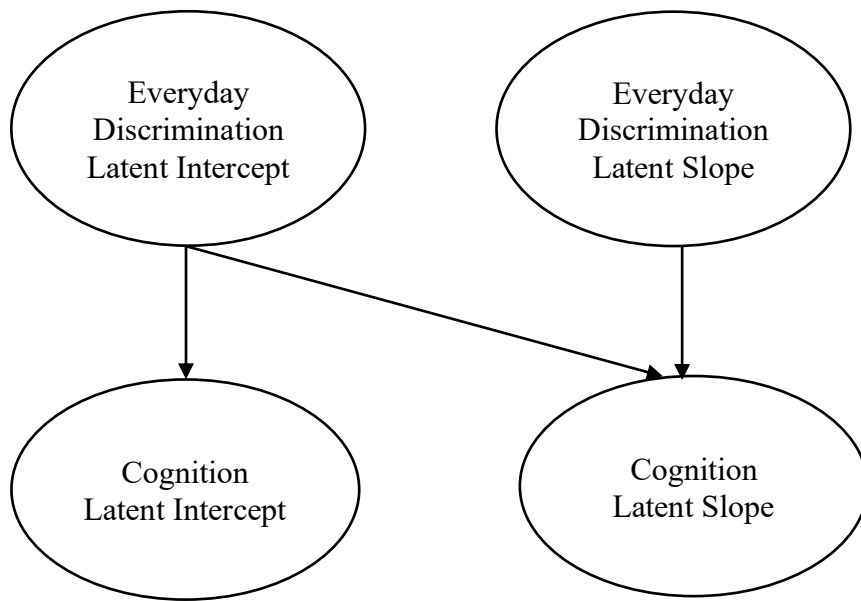 Everyday
Discrimination
Latent Intercept
Everyday
Discrimination
Latent Slope
Cognition
Latent Intercept
Cognition
Latent Slope